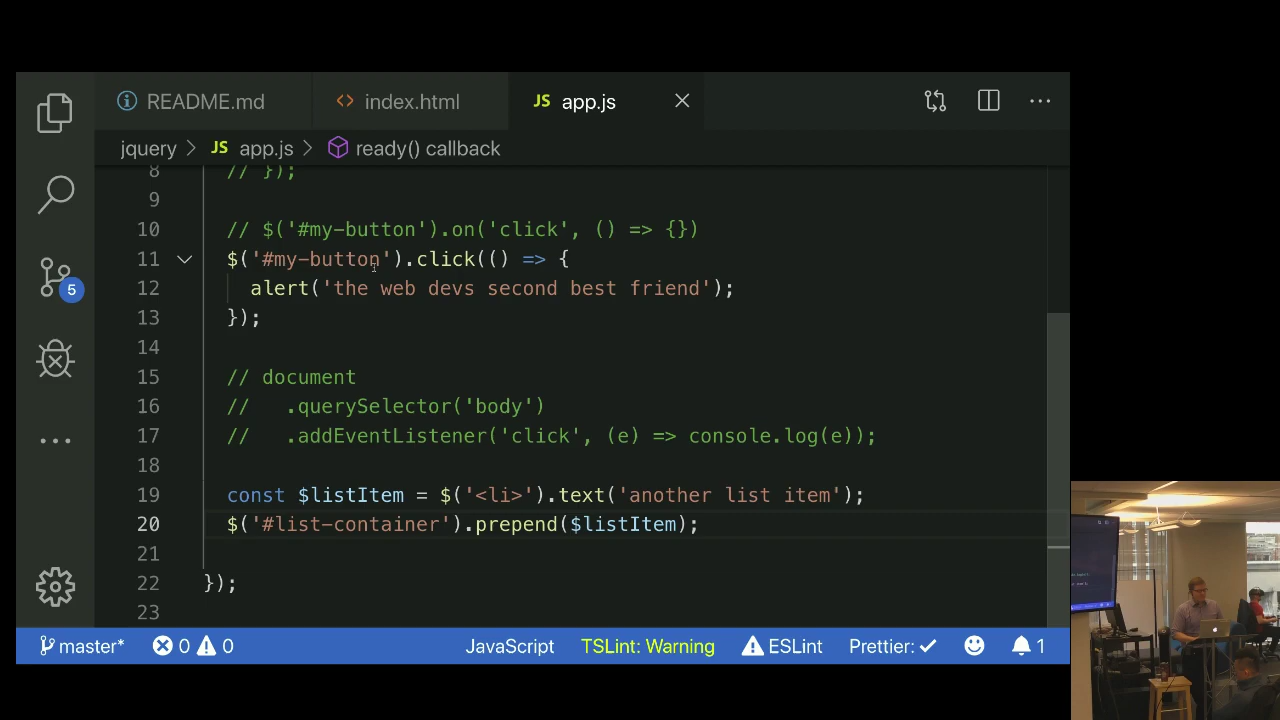 README.md
index.html
JS app.js
jquery > JS app.js > ready() callback
8 // });
9
10 // $('#my-button').on('click', () => {})
11 $('#my-button').click(() => {
12 alert('the web devs second best friend');
13 });
14
15 // document
16 // .querySelector('body')
17 // .addEventListener('click', (e) => console.log(e));
18
19 const $listItem = $('<li>').text('another list item');
20 $('#list-container').prepend($listItem);
21
22 });
23
5
master* 0 0 JavaScript TSLint: Warning ESLint Prettier: ✓ 1